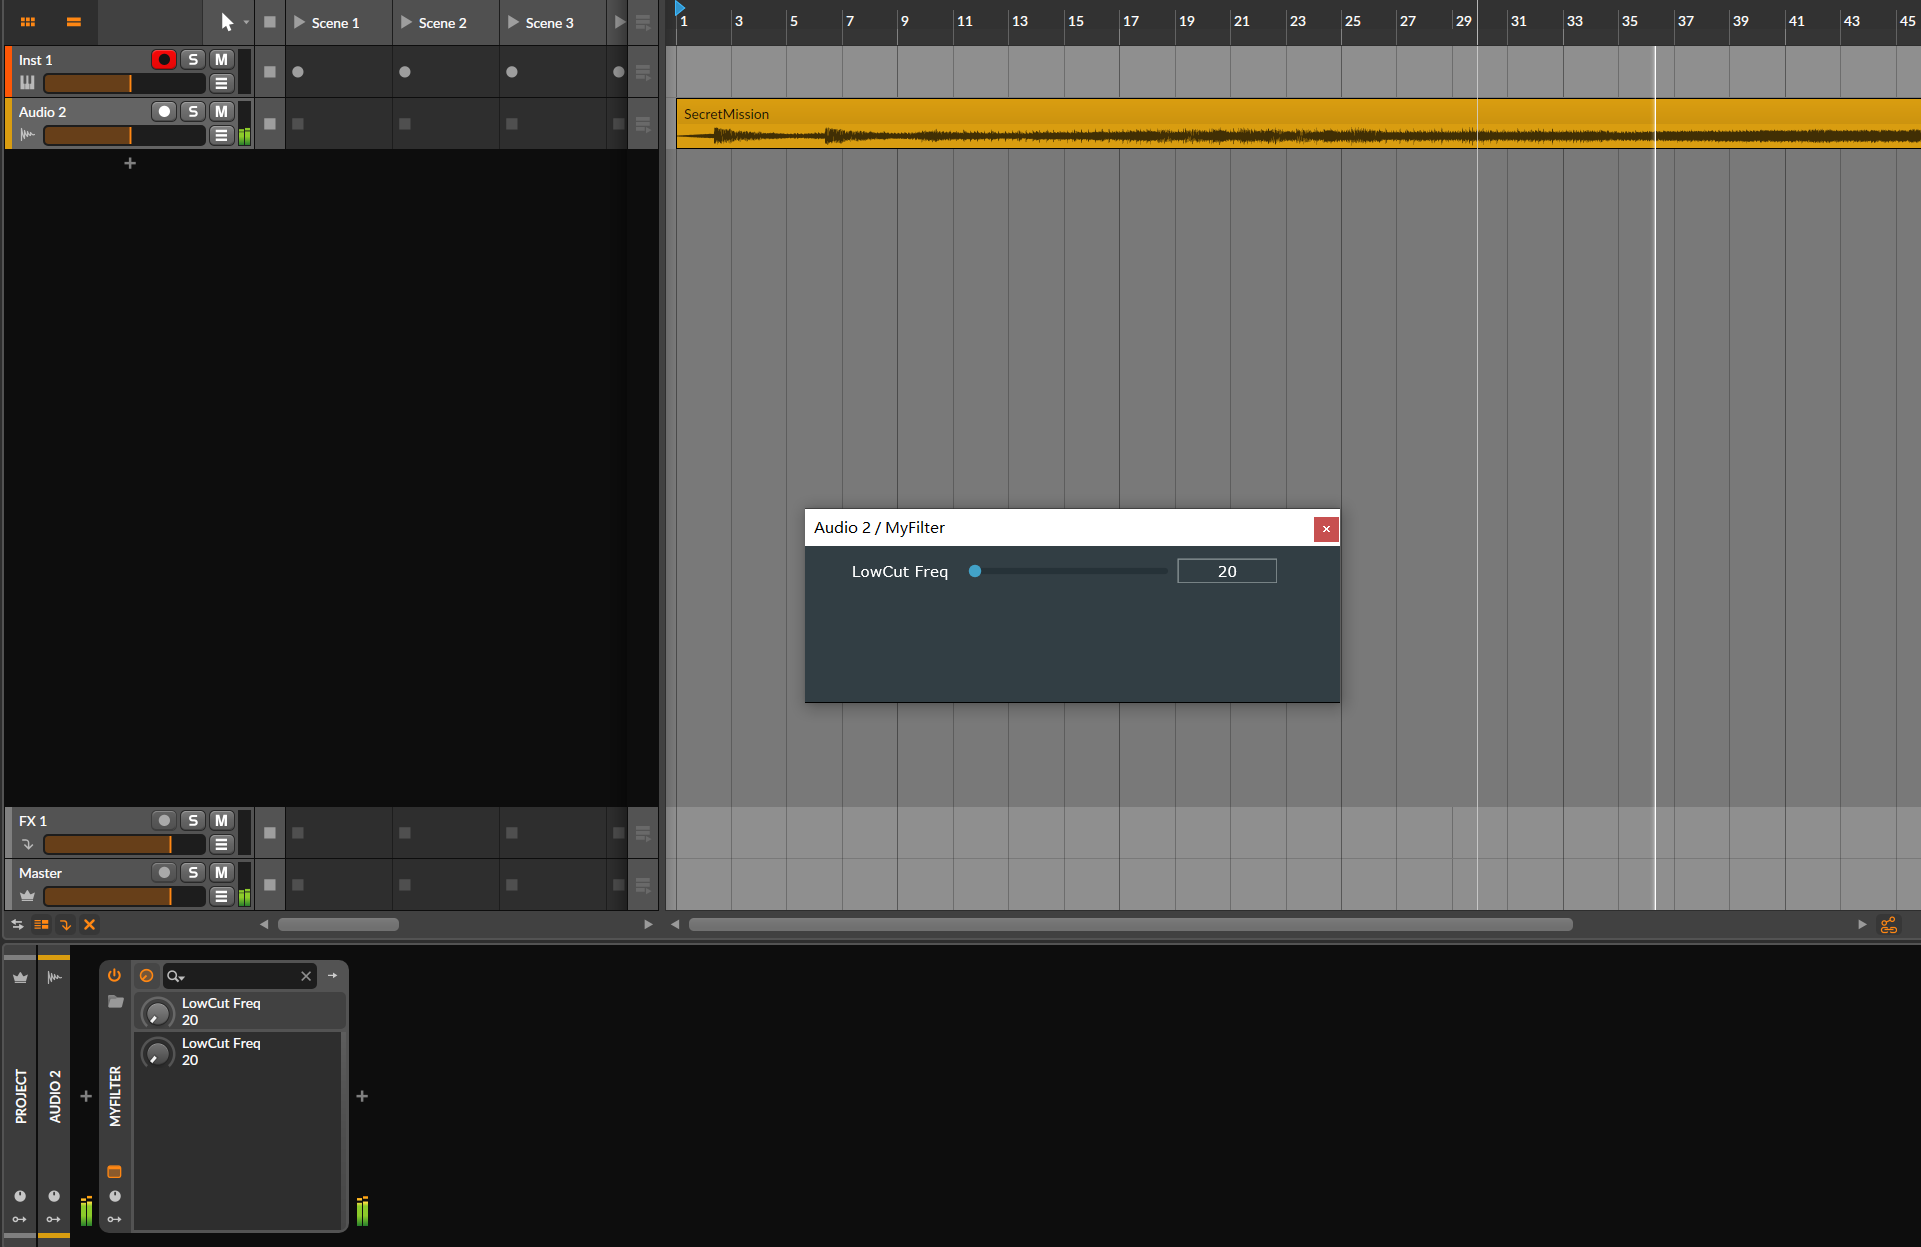 Scene 1
Scene 2
Scene 3
1 3 5 7 9 11 13 15 17 19 21 23 25 27 29 31 33 35 37 39 41 43 45
Inst 1
S
M
Audio 2
S
M
SecretMission
Audio 2 / MyFilter
LowCut Freq
20
FX 1
S
M
Master
S
M
PROJECT
AUDIO 2
MYFILTER
LowCut Freq
20
LowCut Freq
20